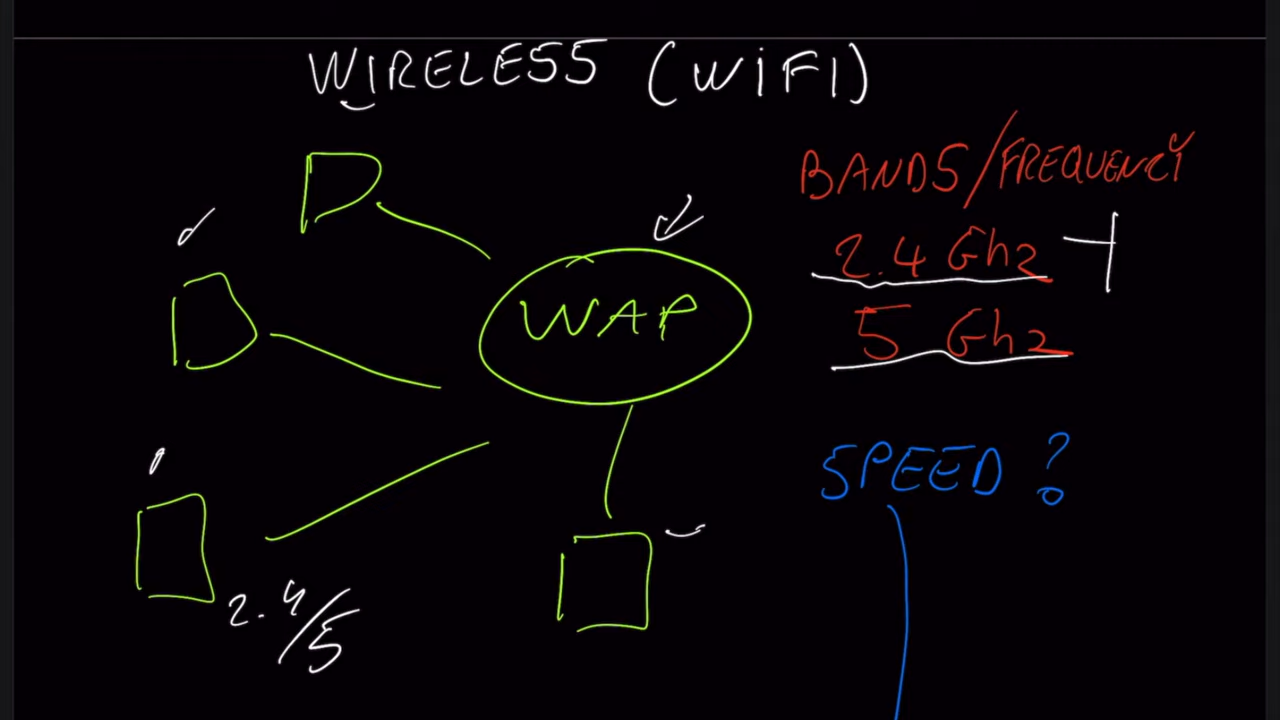 WIRELESS (WIFI)
BANDS/FREQUENCY
2.4 Ghz
5 Ghz
WAP
SPEED ?
2.4/5